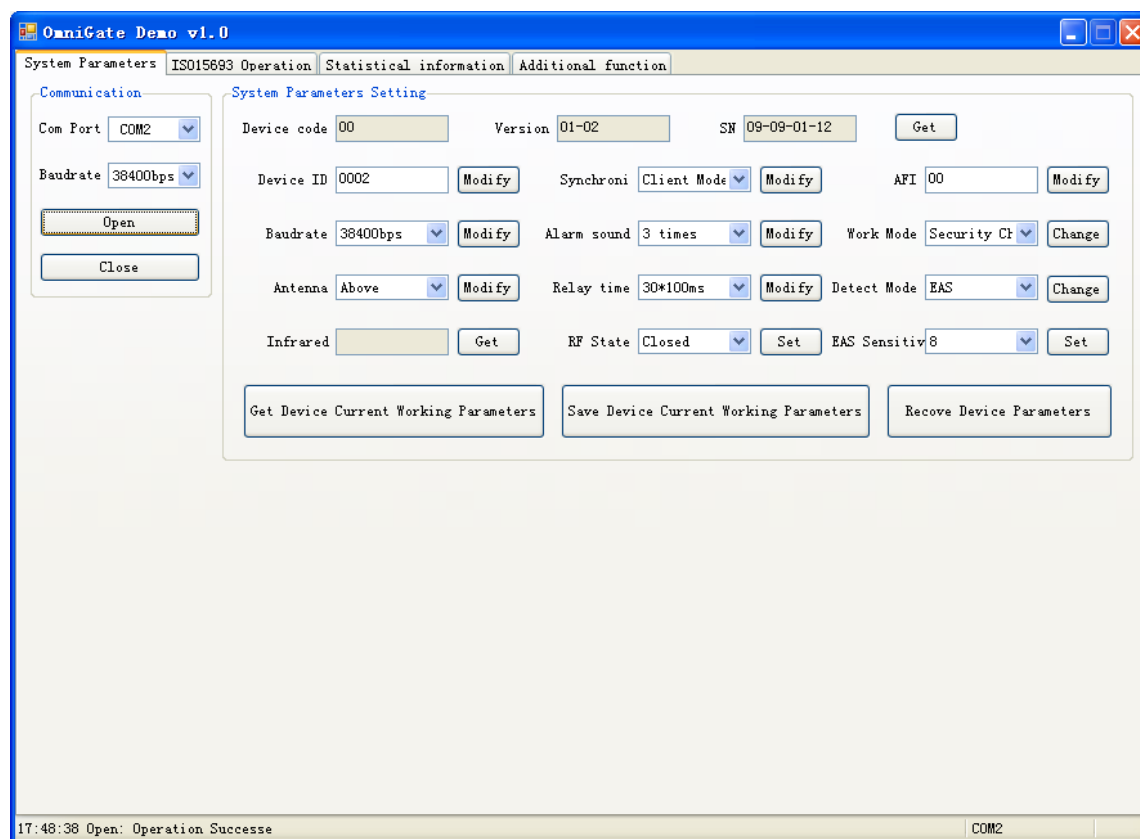 OmniGate Demo v1.0
System Parameters ISO15693 Operation Statistical information Additional function
Communication
Com Port COM2
Baudrate 38400bps
Open
Close
System Parameters Setting
Device code 00 Version 01-02 SN 09-09-01-12 Get
Device ID 0002 Modify Synchroni Client Mode Modify AFI 00 Modify
Baudrate 38400bps Modify Alarm sound 3 times Modify Work Mode Security Ch Change
Antenna Above Modify Relay time 30*100ms Modify Detect Mode EAS Change
Infrared Get RF State Closed Set EAS Sensitiv 8 Set
Get Device Current Working Parameters Save Device Current Working Parameters Recove Device Parameters
17:48:38 Open: Operation Successe COM2